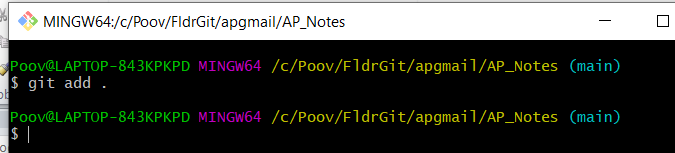 MINGW64:/c/Poov/FldrGit/apgmail/AP_Notes
Poov@LAPTOP-843KPKPD MINGW64 /c/Poov/FldrGit/apgmail/AP_Notes (main)
$ git add .
Poov@LAPTOP-843KPKPD MINGW64 /c/Poov/FldrGit/apgmail/AP_Notes (main)
$